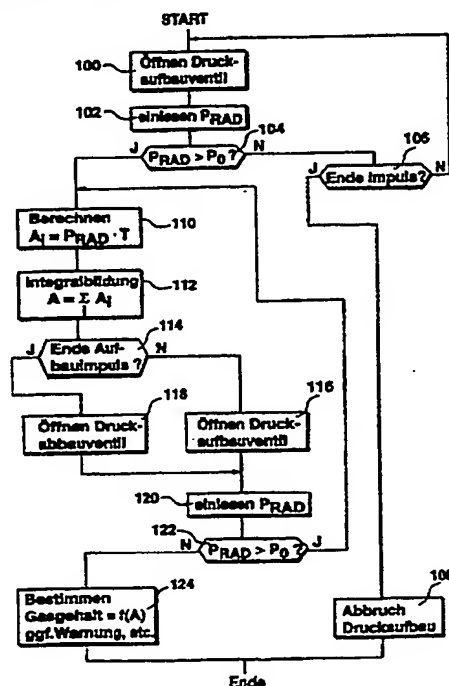 START
100
Öffnen Druck-
aufbauventil
102
einlesen P_RAD
104
J
P_RAD > P_0 ?
N
106
J
Ende Impuls?
N
Berechnen
A_i = P_RAD · T
110
Integralbildung
A = Σ A_i
112
114
J
Ende Auf-
bauimpuls ?
N
118
Öffnen Druck-
abbauventil
116
Öffnen Druck-
aufbauventil
120
einlesen P_RAD
122
N
P_RAD > P_0 ?
J
Bestimmen
Gasgehalt = f(A)
ggf. Warnung, etc.
124
108
Abbruch
Druckaufbau
Ende